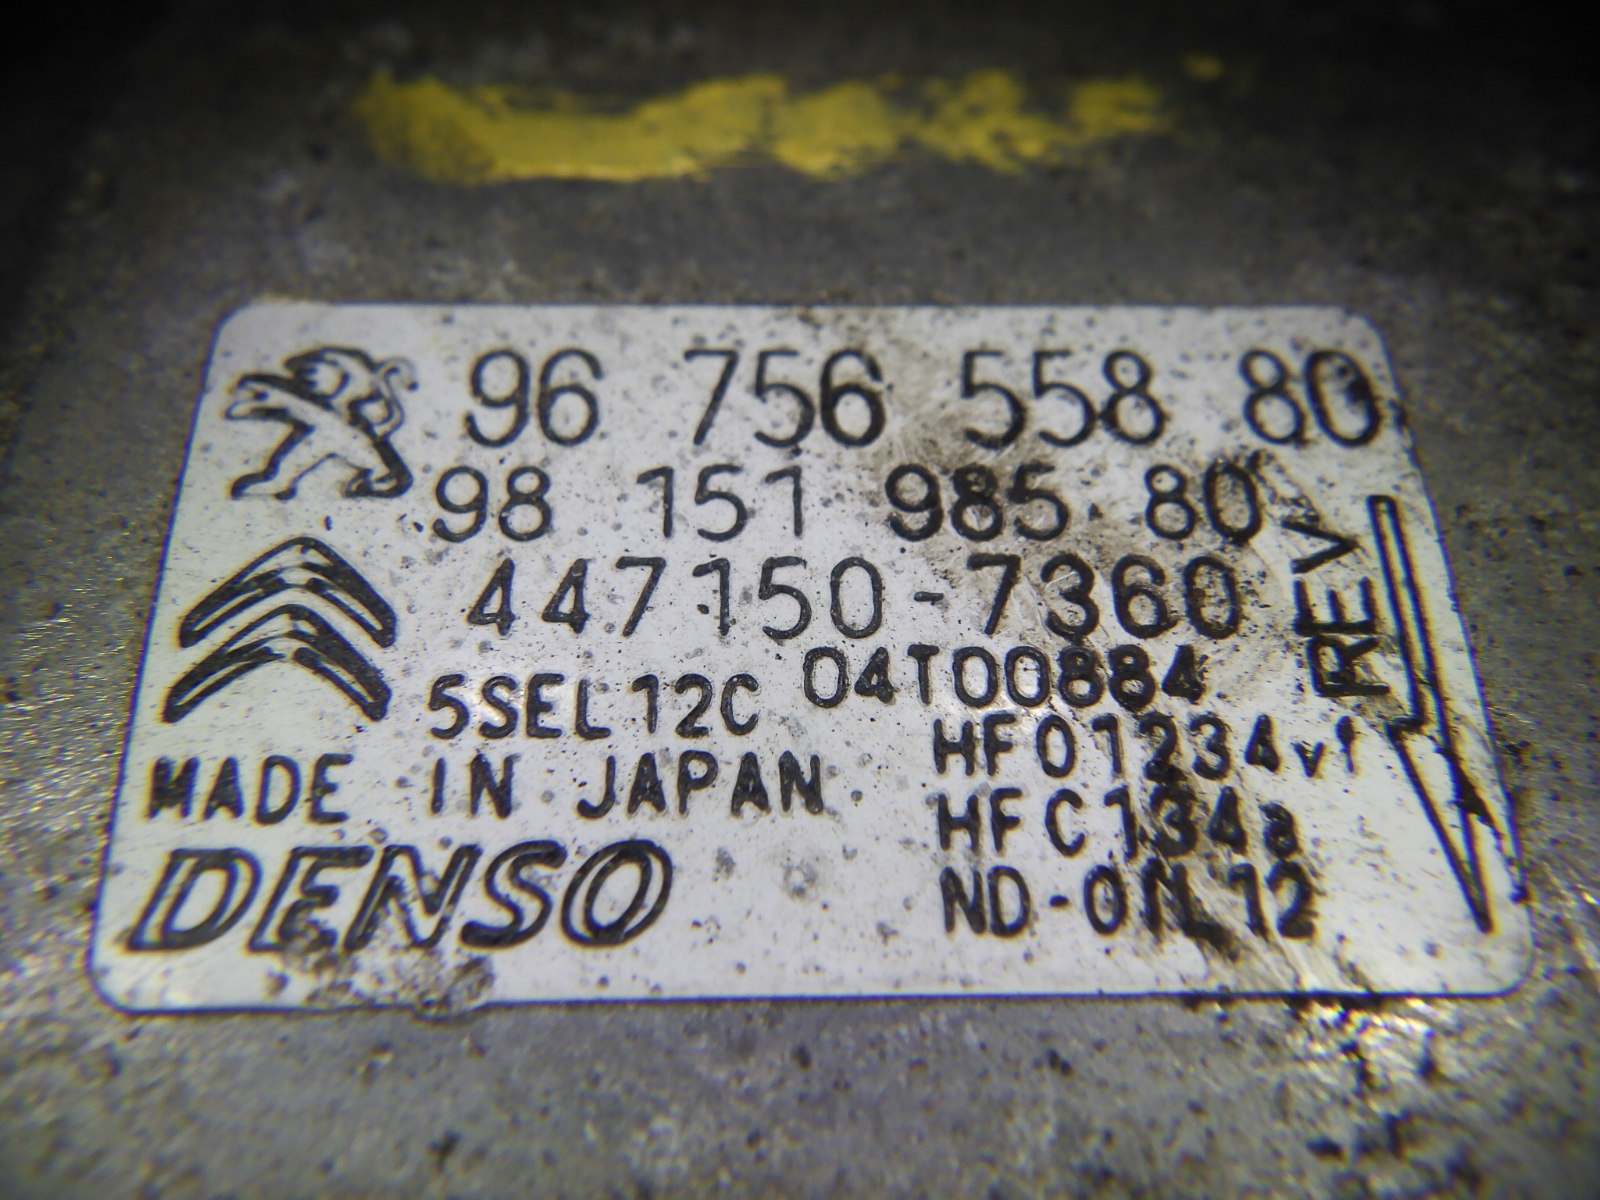 96 756 558 80
98 151 985 80
447150-7360
5SEL12C 04T00884
HFO1234yf
MADE IN JAPAN
HFC134a
DENSO
ND-OIL12
REV